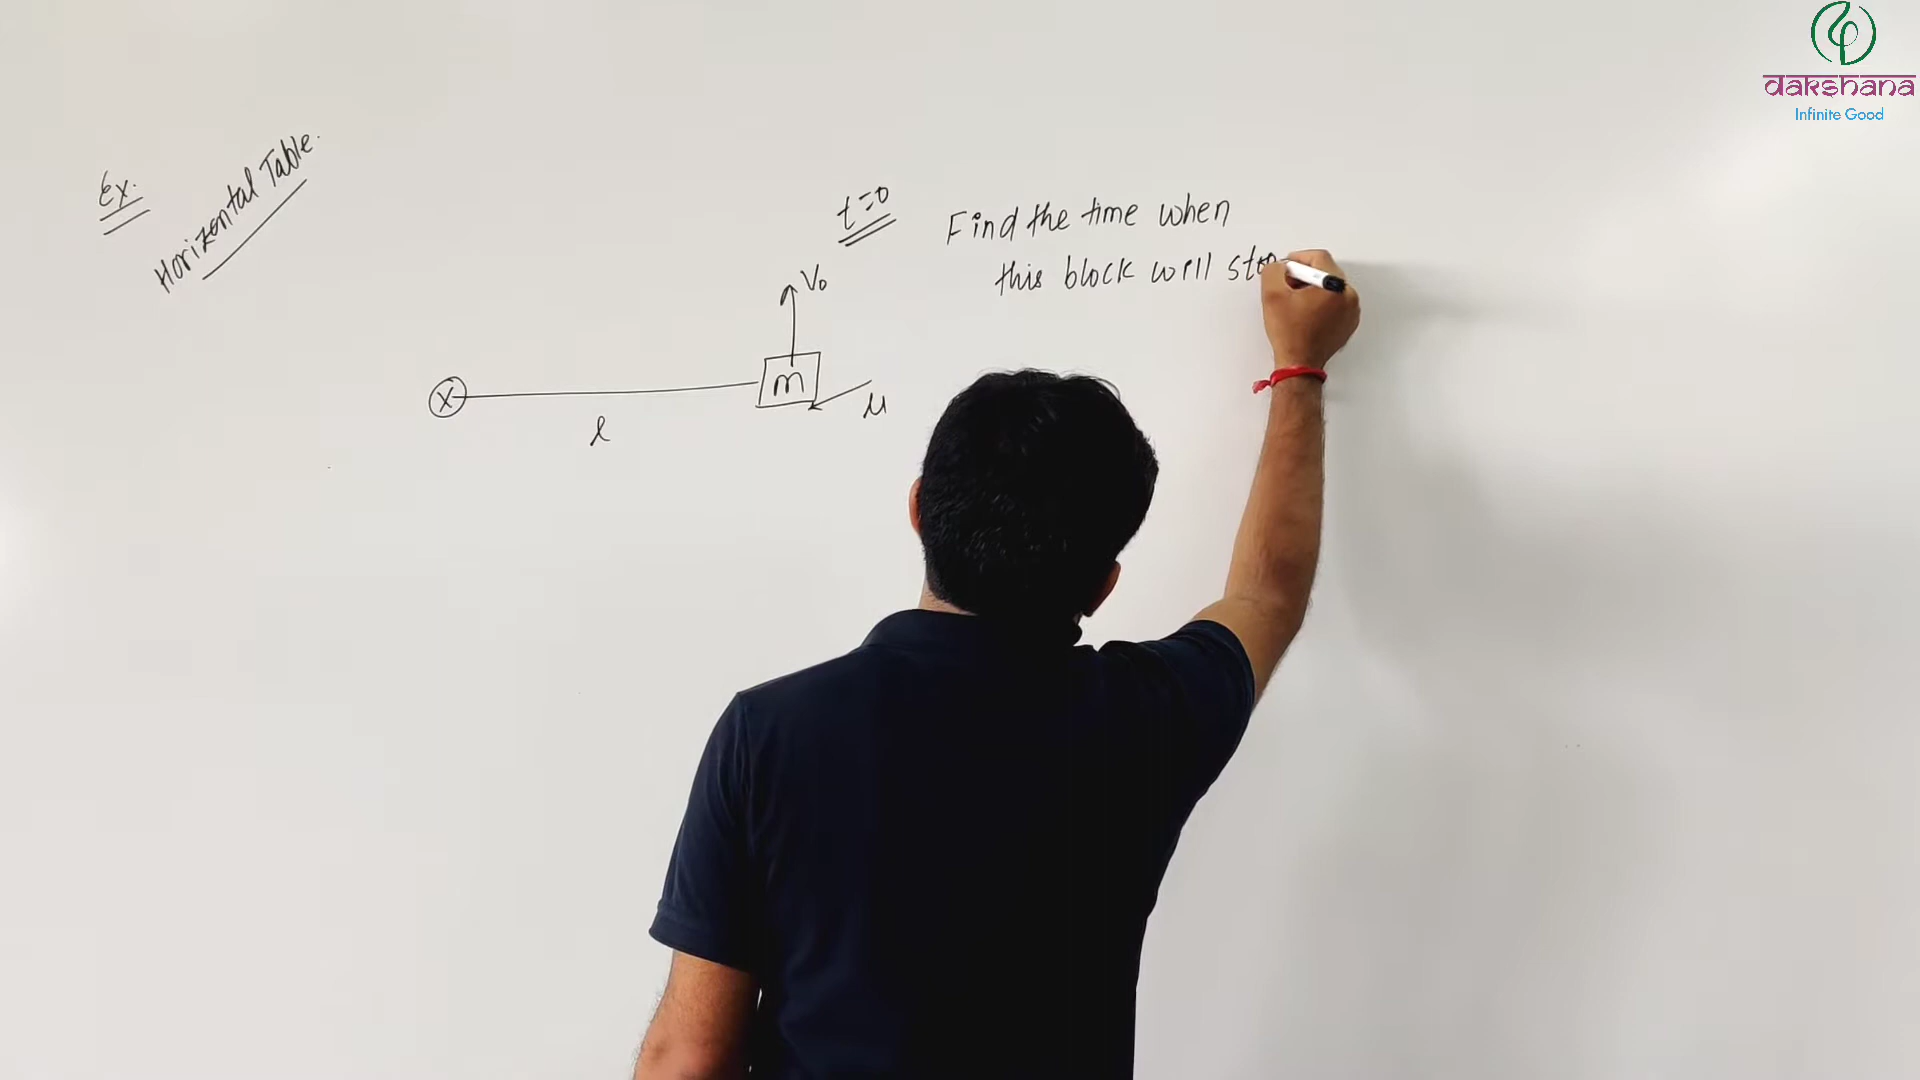 Ex.
Horizontal Table.
t=0
Find the time when
this block will stop
V₀
X
m
μ
l
dakshana
Infinite Good